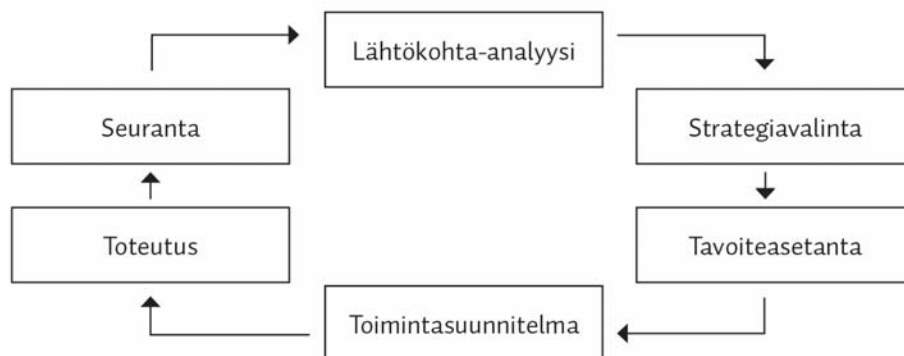 Lähtökohta-analyysi
Strategiavalinta
Tavoiteasetanta
Toimintasuunnitelma
Toteutus
Seuranta